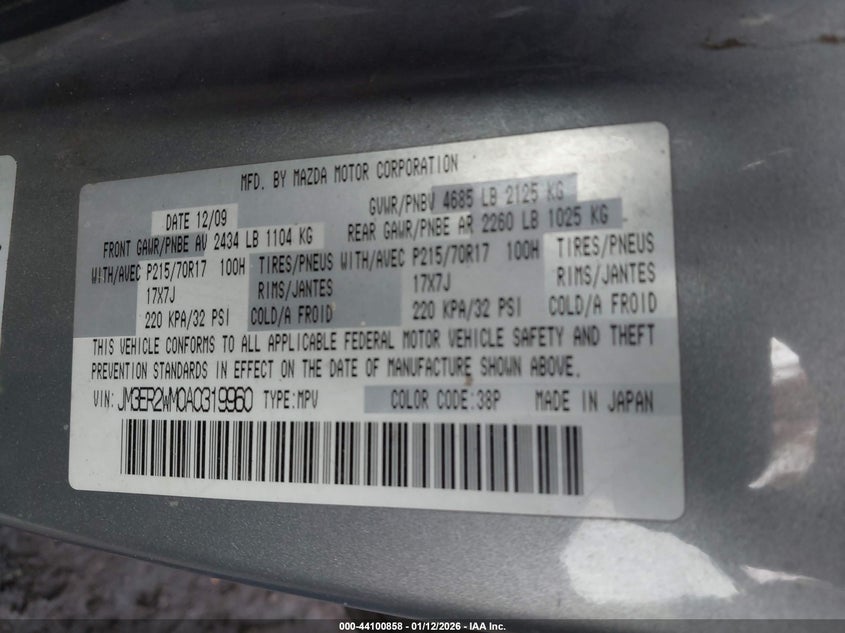 MFD. BY MAZDA MOTOR CORPORATION
DATE 12/09 GVWR/PNBV 4685 LB 2125 KG
FRONT GAWR/PNBE AV 2434 LB 1104 KG REAR GAWR/PNBE AR 2260 LB 1025 KG
WITH/AVEC P215/70R17 100H TIRES/PNEUS WITH/AVEC P215/70R17 100H TIRES/PNEUS
17X7J RIMS/JANTES 17X7J RIMS/JANTES
220 KPA/32 PSI COLD/A FROID 220 KPA/32 PSI COLD/A FROID
THIS VEHICLE CONFORMS TO ALL APPLICABLE FEDERAL MOTOR VEHICLE SAFETY AND THEFT
PREVENTION STANDARDS IN EFFECT ON THE DATE OF MANUFACTURE SHOWN ABOVE.
VIN: JM3ER2WM0A0319960 TYPE:MPV COLOR CODE:38P MADE IN JAPAN
000-44100858 - 01/12/2026 - IAA Inc.